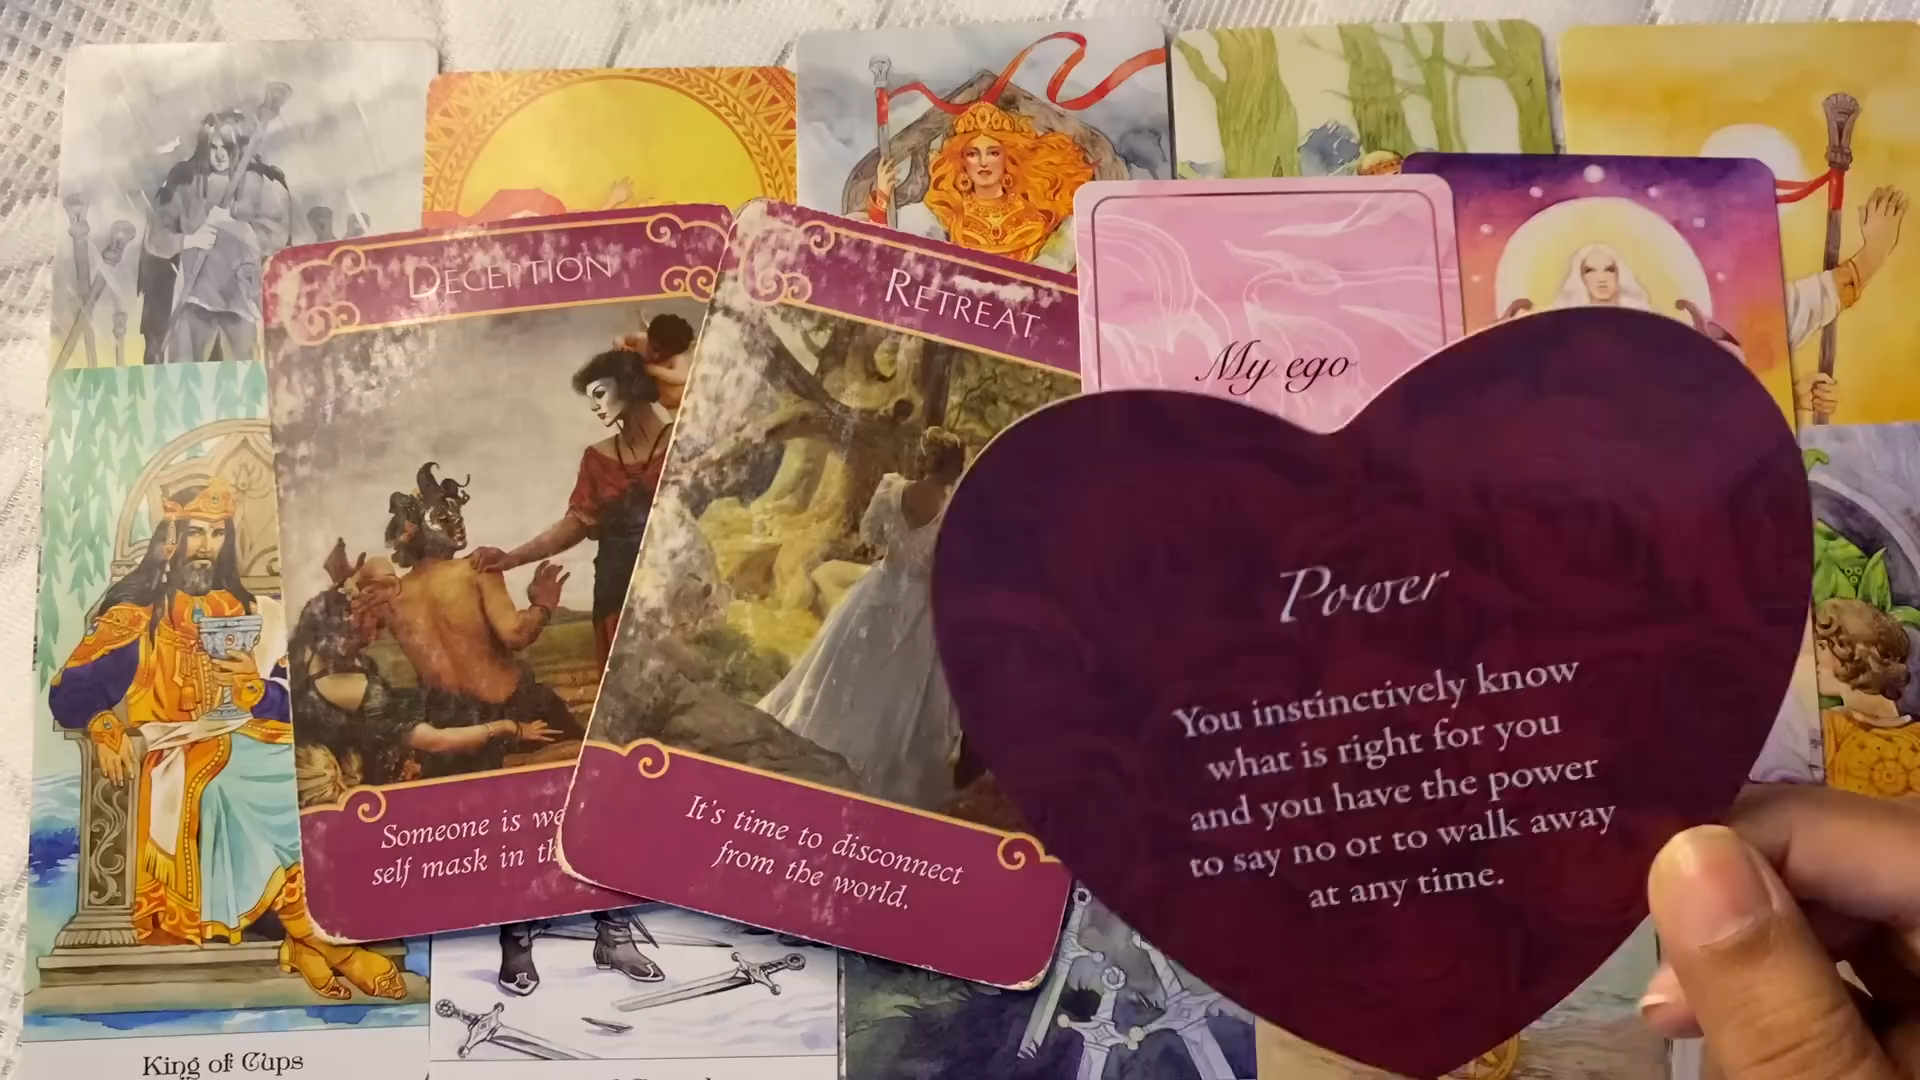 DECEPTION
RETREAT
My ego
Power
You instinctively know
what is right for you
and you have the power
to say no or to walk away
at any time.
Someone is we
self mask in th
It's time to disconnect
from the world.
King of Cups